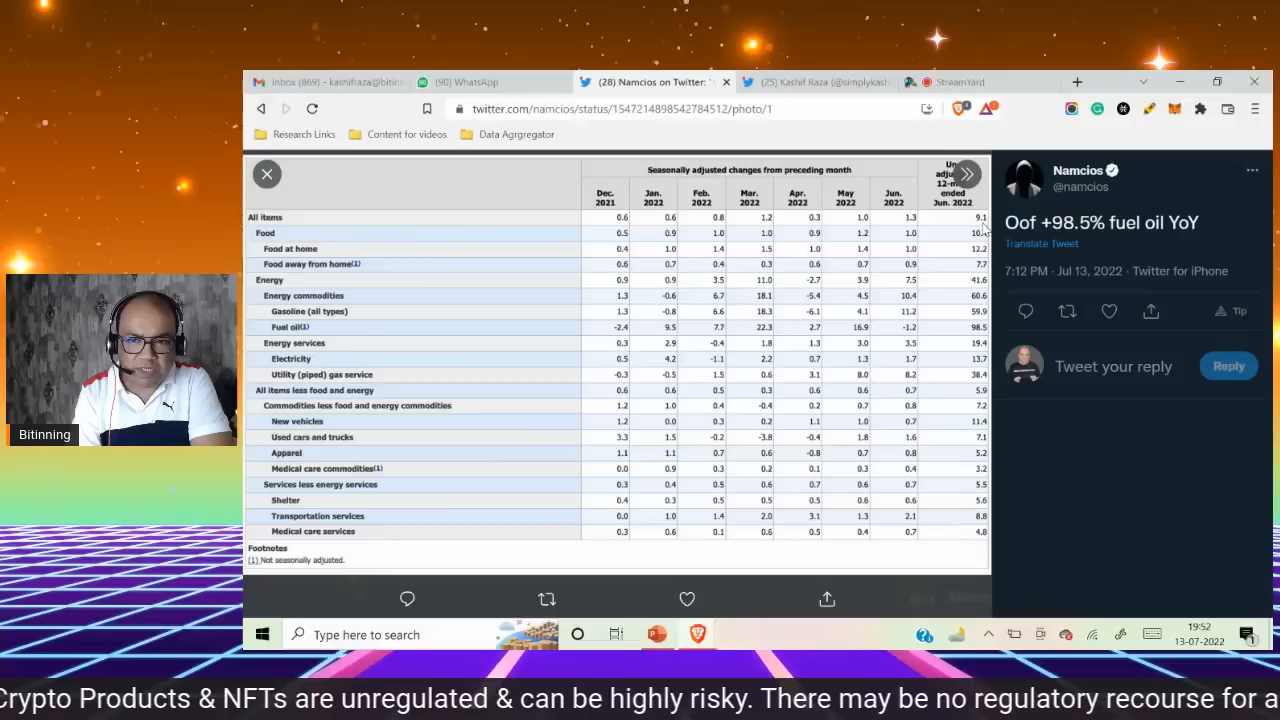 Inbox (869) - kashifraza@bitinn
(90) WhatsApp
(28) Namcios on Twitter: "
(25) Kashif Raza (@simplykash
StreamYard
twitter.com/namcios/status/1547214898542784512/photo/1
Research Links
Content for videos
Data Agrgregator
Seasonally adjusted changes from preceding month
Dec. 2021 Jan. 2022 Feb. 2022 Mar. 2022 Apr. 2022 May 2022 Jun. 2022 ended Jun. 2022
All items 0.6 0.6 0.8 1.2 0.3 1.0 1.3 9.1
Food 0.5 0.9 1.0 1.0 0.9 1.2 1.0
Food at home 0.4 1.0 1.4 1.5 1.0 1.4 1.0 12.2
Food away from home(1) 0.6 0.7 0.4 0.3 0.6 0.7 0.9 7.7
Energy 0.9 0.9 3.5 11.0 -2.7 3.9 7.5 41.6
Energy commodities 1.3 -0.6 6.7 18.1 -5.4 4.5 10.4 60.6
Gasoline (all types) 1.3 -0.8 6.6 18.3 -6.1 4.1 11.2 59.9
Fuel oil(1) -2.4 9.5 7.7 22.3 2.7 16.9 -1.2 98.5
Energy services 0.3 2.9 -0.4 1.8 1.3 3.0 3.5 19.4
Electricity 0.5 4.2 -1.1 2.2 0.7 1.3 1.7 13.7
Utility (piped) gas service -0.3 -0.5 1.5 0.6 3.1 8.0 8.2 38.4
All items less food and energy 0.6 0.6 0.5 0.3 0.6 0.6 0.7 5.9
Commodities less food and energy commodities 1.2 1.0 0.4 -0.4 0.2 0.7 0.8 7.2
New vehicles 1.2 0.0 0.3 0.2 1.1 1.0 0.7 11.4
Used cars and trucks 3.3 1.5 -0.2 -3.8 -0.4 1.8 1.6 7.1
Apparel 1.1 1.1 0.7 0.6 -0.8 0.7 0.8 5.2
Medical care commodities(1) 0.0 0.9 0.3 0.2 0.1 0.3 0.4 3.2
Services less energy services 0.3 0.4 0.5 0.6 0.7 0.6 0.7 5.5
Shelter 0.4 0.3 0.5 0.5 0.5 0.6 0.6 5.6
Transportation services 0.0 1.0 1.4 2.0 3.1 1.3 2.1 8.8
Medical care services 0.3 0.6 0.1 0.6 0.5 0.4 0.7 4.8
Footnotes
(1) Not seasonally adjusted.
Namcios
@namcios
Oof +98.5% fuel oil YoY
Translate Tweet
7:12 PM · Jul 13, 2022 · Twitter for iPhone
Tip
Tweet your reply
Reply
Bitinning
Type here to search
19:52
13-07-2022
Crypto Products & NFTs are unregulated & can be highly risky. There may be no regulatory recourse for a